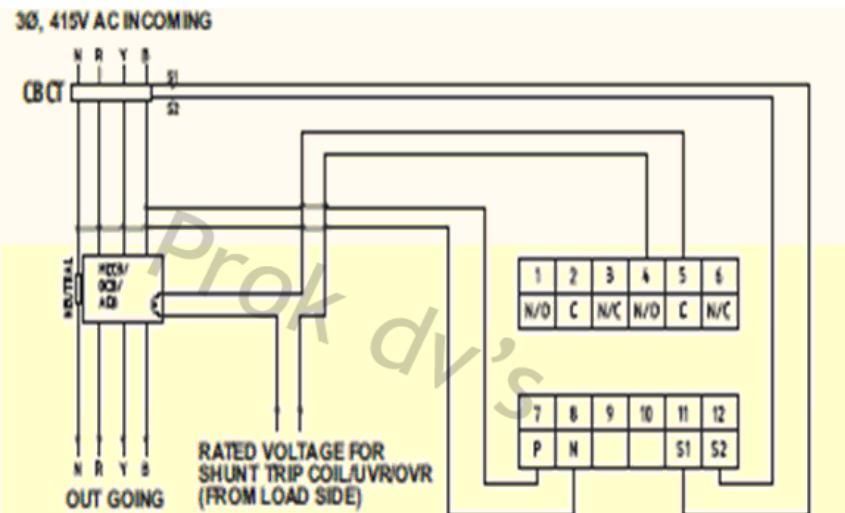 3Ø, 415V AC INCOMING
N R Y B
CBCT
S1
S2
NEUTRAL
MCCB/
OCB/
ACB
Prok dv's
1 2 3 4 5 6
N/O C N/C N/O C N/C
7 8 9 10 11 12
P N S1 S2
N R Y B
OUT GOING
RATED VOLTAGE FOR
SHUNT TRIP COIL/UVR/OVR
(FROM LOAD SIDE)